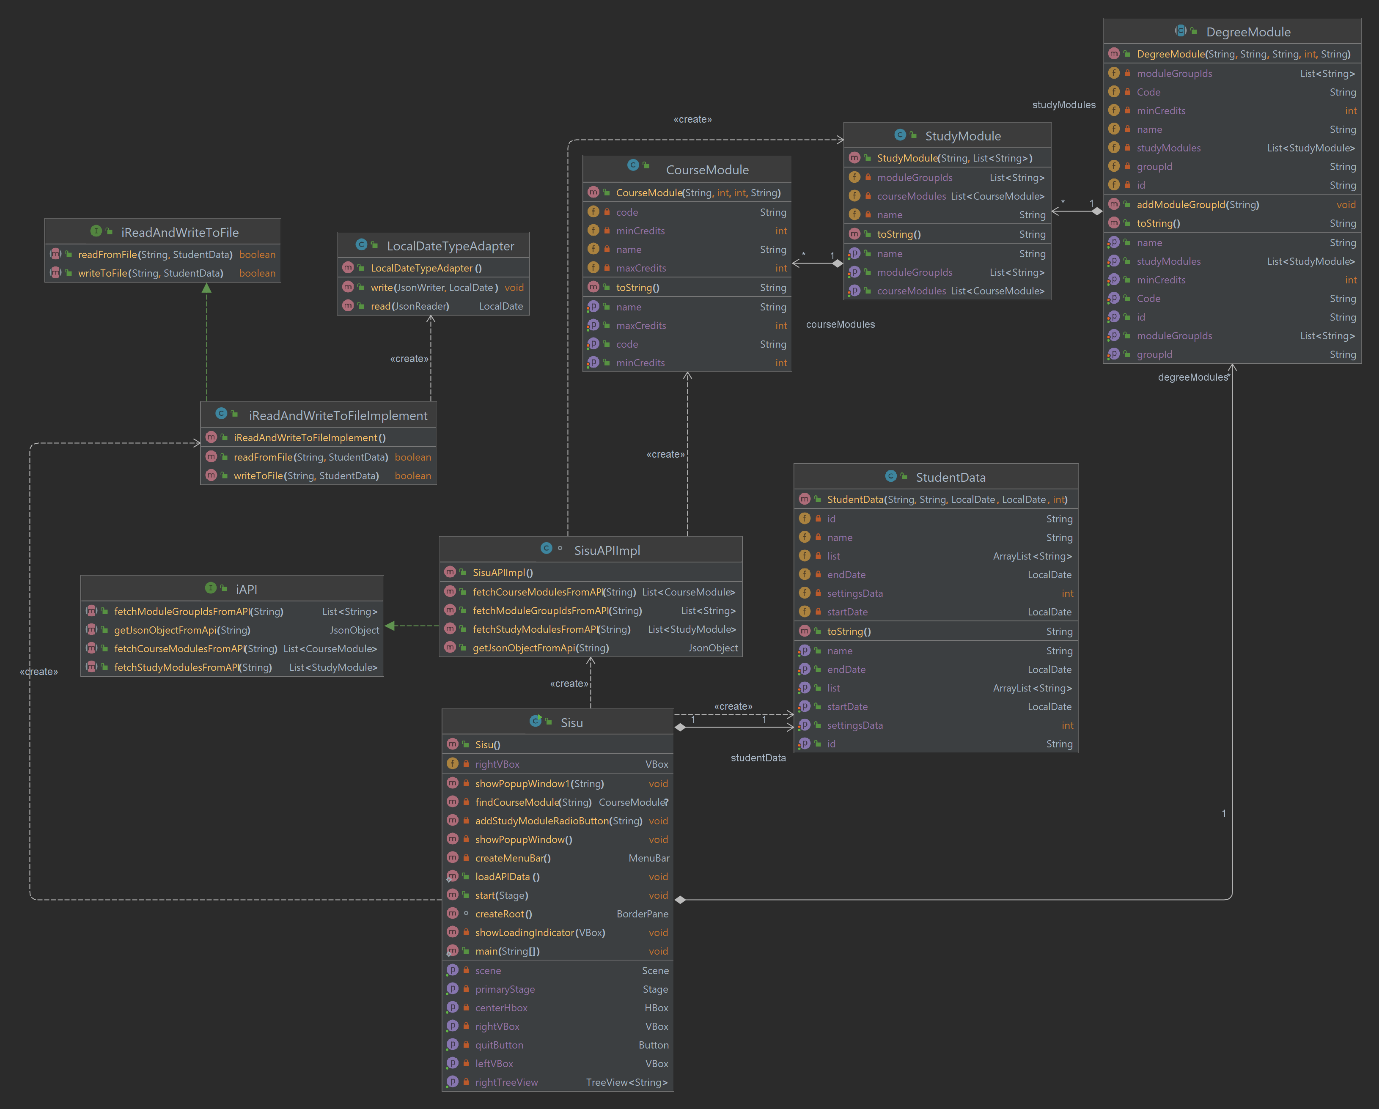 DegreeModule
DegreeModule(String, String, String, int, String)
moduleGroupIds List<String>
Code String
minCredits int
name String
studyModules List<StudyModule>
groupId String
id String
addModuleGroupId(String) void
toString() String
name String
studyModules List<StudyModule>
minCredits int
Code String
id String
moduleGroupIds List<String>
groupId String
studyModules
«create»
StudyModule
StudyModule(String, List<String>)
moduleGroupIds List<String>
courseModules List<CourseModule>
name String
toString() String
name String
moduleGroupIds List<String>
courseModules List<CourseModule>
* 1
CourseModule
CourseModule(String, int, int, String)
code String
minCredits int
name String
maxCredits int
toString() String
name String
maxCredits int
code String
minCredits int
* 1
courseModules
degreeModules*
iReadAndWriteToFile
readFromFile(String, StudentData) boolean
writeToFile(String, StudentData) boolean
LocalDateTypeAdapter
LocalDateTypeAdapter()
write(JsonWriter, LocalDate) void
read(JsonReader) LocalDate
«create»
iReadAndWriteToFileImplement
iReadAndWriteToFileImplement()
readFromFile(String, StudentData) boolean
writeToFile(String, StudentData) boolean
«create»
StudentData
StudentData(String, String, LocalDate, LocalDate, int)
id String
name String
list ArrayList<String>
endDate LocalDate
settingsData int
startDate LocalDate
toString() String
name String
endDate LocalDate
list ArrayList<String>
startDate LocalDate
settingsData int
id String
SisuAPIImpl
SisuAPIImpl()
fetchCourseModulesFromAPI(String) List<CourseModule>
fetchModuleGroupIdsFromAPI(String) List<String>
fetchStudyModulesFromAPI(String) List<StudyModule>
getJsonObjectFromApi(String) JsonObject
iAPI
fetchModuleGroupIdsFromAPI(String) List<String>
getJsonObjectFromApi(String) JsonObject
fetchCourseModulesFromAPI(String) List<CourseModule>
fetchStudyModulesFromAPI(String) List<StudyModule>
«create»
«create»
«create»
1 1
studentData
1
Sisu
Sisu()
rightVBox VBox
showPopupWindow1(String) void
findCourseModule(String) CourseModule?
addStudyModuleRadioButton(String) void
showPopupWindow() void
createMenuBar() MenuBar
loadAPIData() void
start(Stage) void
createRoot() BorderPane
showLoadingIndicator(VBox) void
main(String[]) void
scene Scene
primaryStage Stage
centerHbox HBox
rightVBox VBox
quitButton Button
leftVBox VBox
rightTreeView TreeView<String>